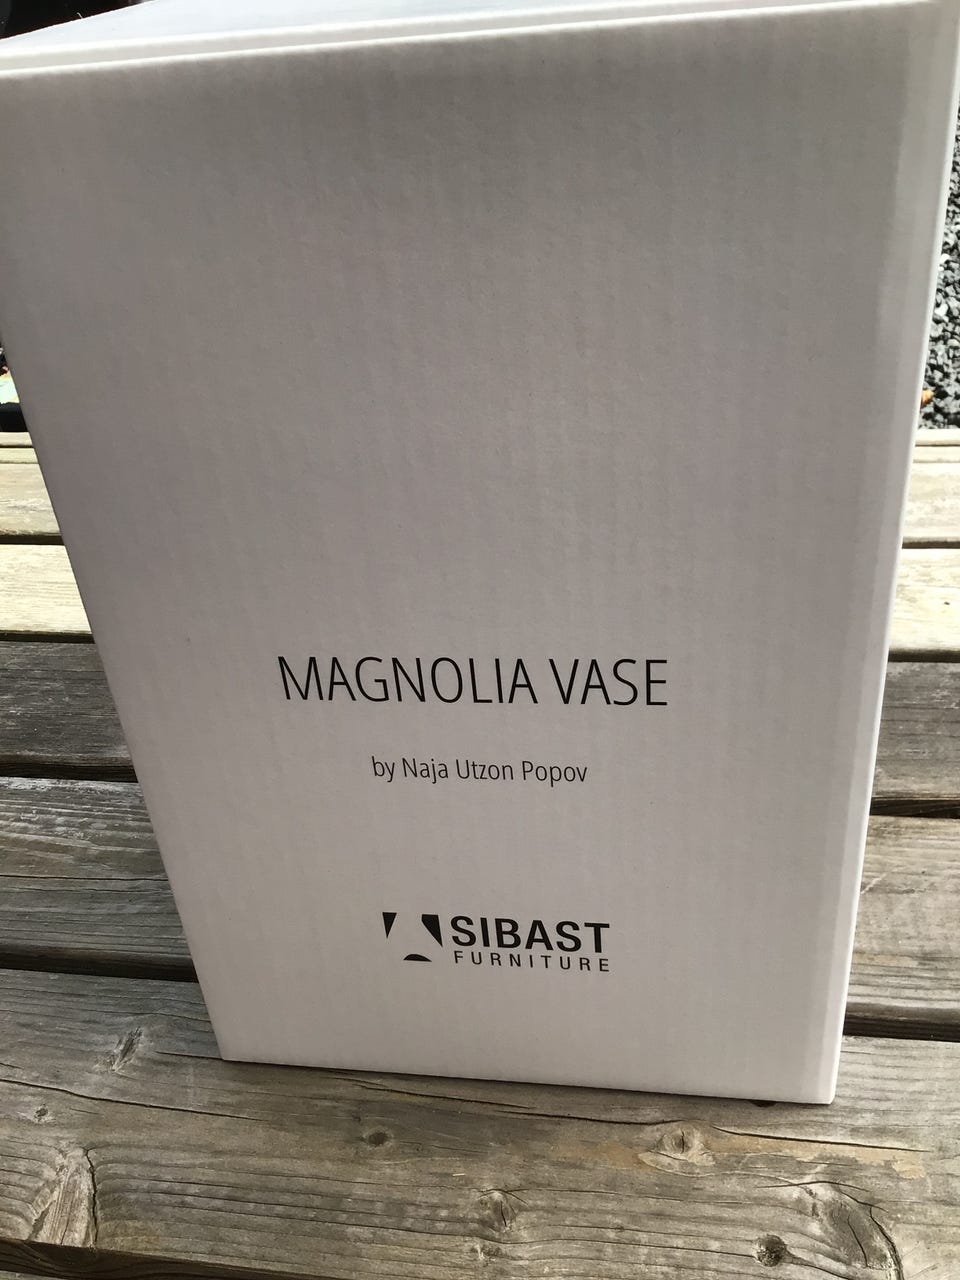 MAGNOLIA VASE
by Naja Utzon Popov
SIBAST
FURNITURE